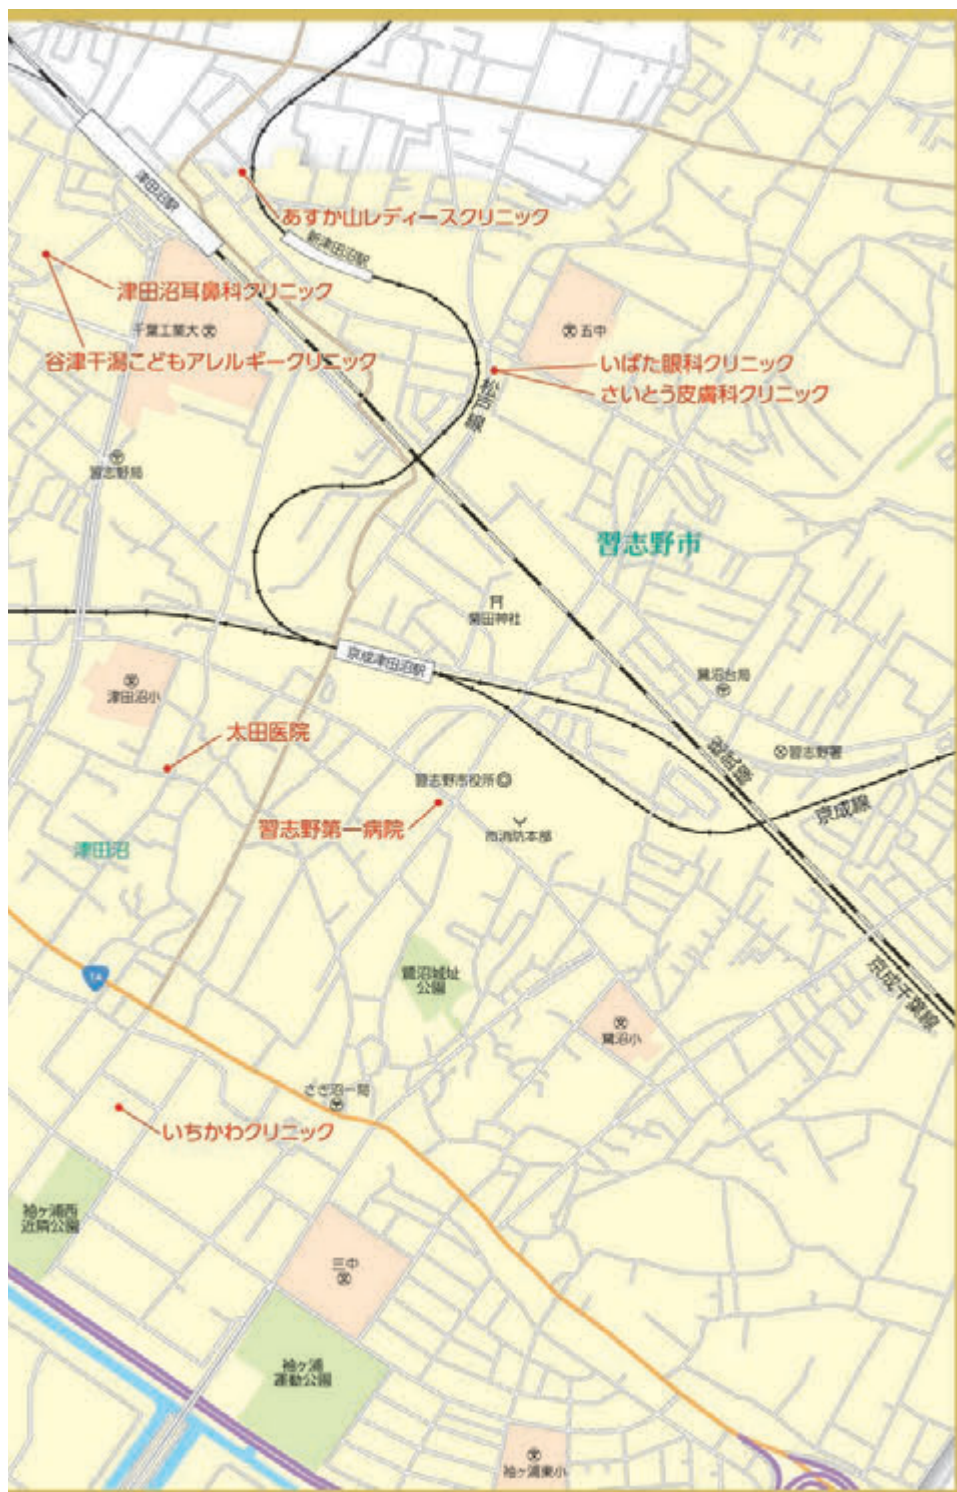 津田沼駅
あすか山レディースクリニック
新津田沼駅
津田沼耳鼻科クリニック
千葉工業大
五中
谷津干潟こどもアレルギークリニック
いばた眼科クリニック
さいとう皮膚科クリニック
松吉線
習志野局
習志野市
菊田神社
京成津田沼駅
鷺沼台局
津田沼小
太田医院
習志野署
総武線
習志野市役所
京成線
習志野第一病院
市消防本部
津田沼
14
鷺沼城址
公園
京成千葉線
鷺沼小
さぎ沼一局
いちかわクリニック
袖ヶ浦西
近隣公園
三中
袖ヶ浦
運動公園
袖ヶ浦東小